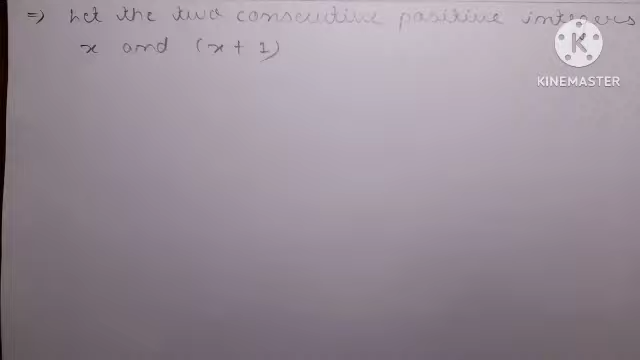 => Let the two consecutive positive integers
x and (x + 1)
K
KINEMASTER